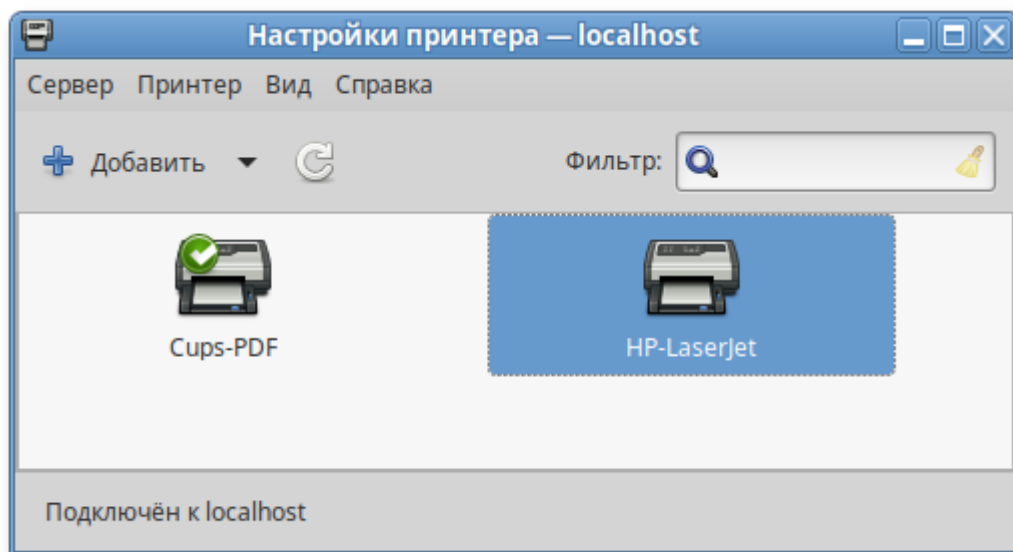 Настройки принтера — localhost
Сервер Принтер Вид Справка
Добавить Фильтр:
Cups-PDF HP-LaserJet
Подключён к localhost